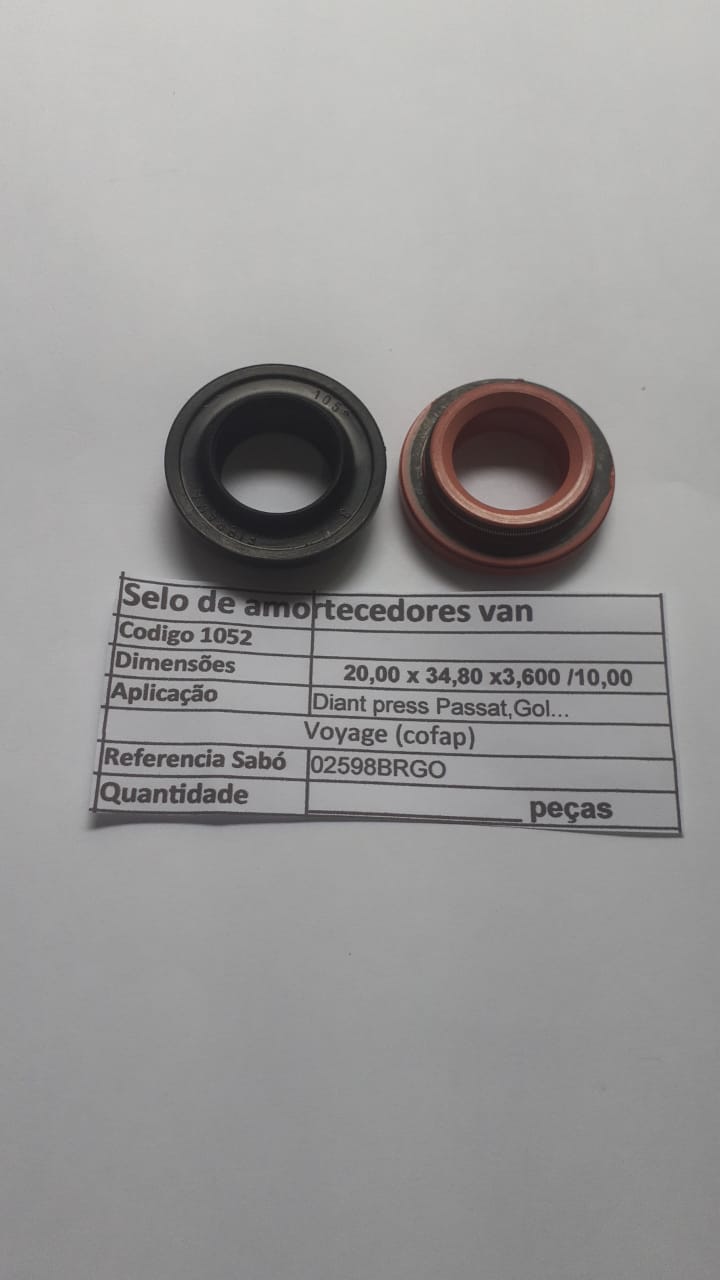 105
Selo de amortecedores van
Codigo 1052
Dimensões 20,00 x 34,80 x3,600 /10,00
Aplicação Diant press Passat,Gol...
Voyage (cofap)
Referencia Sabó 02598BRGO
Quantidade ____________________ peças